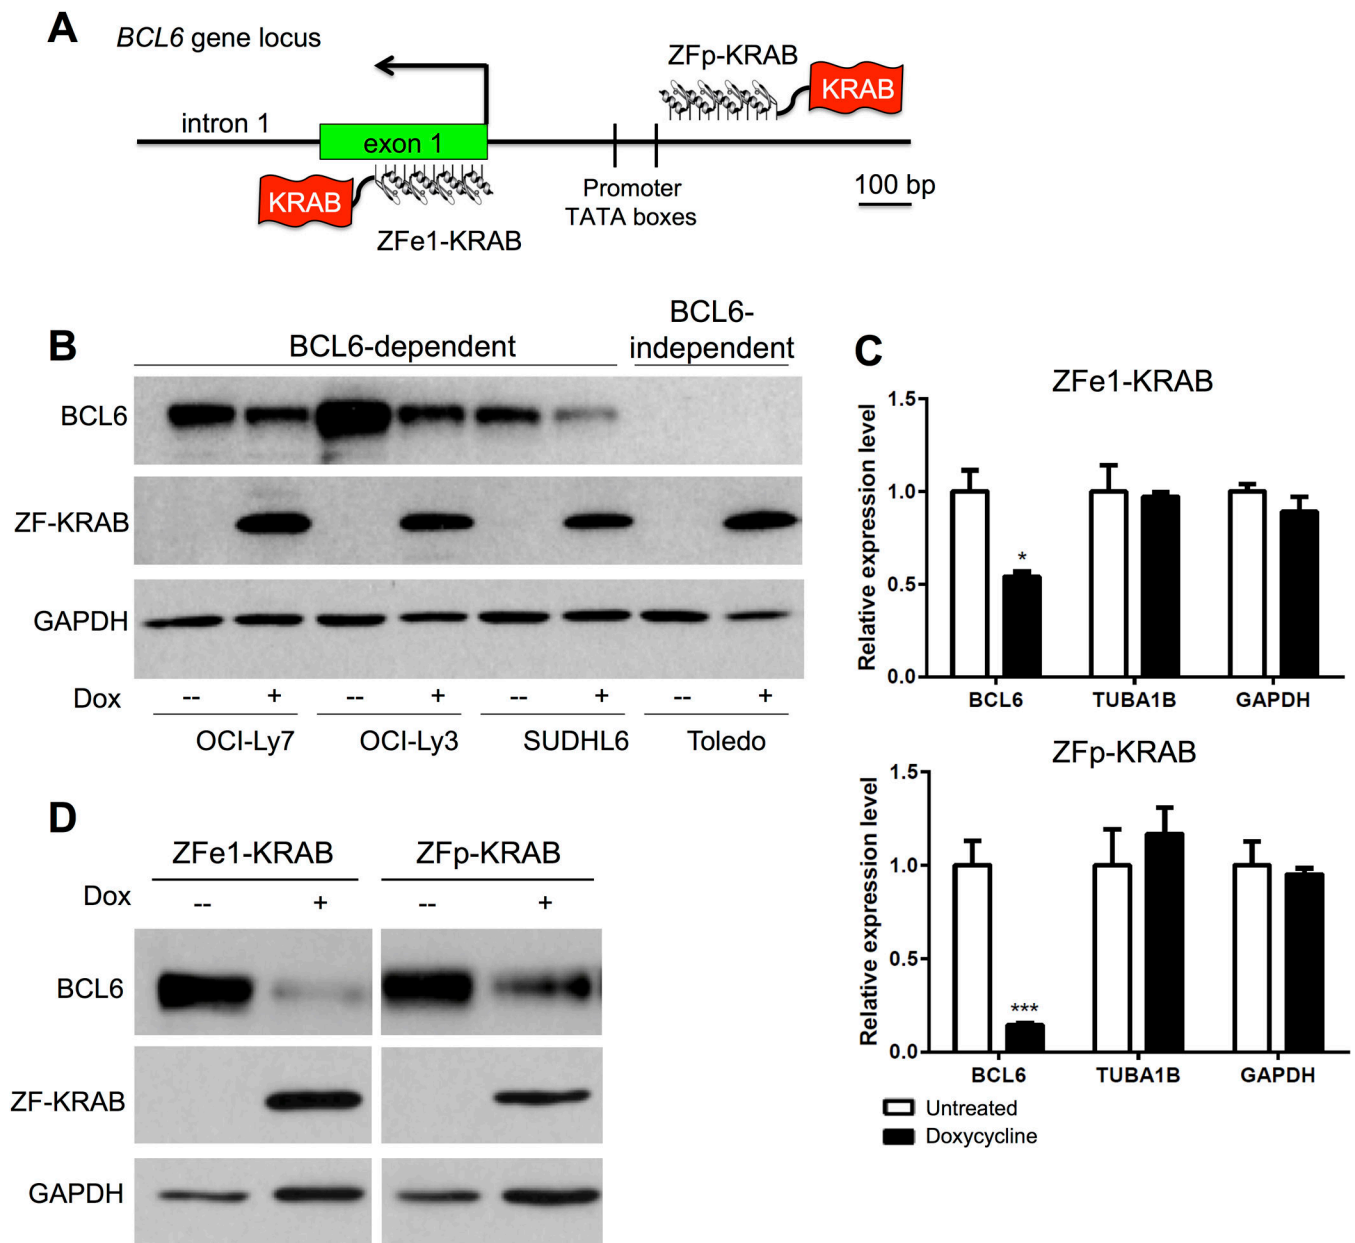 A
BCL6 gene locus
ZFp-KRAB
KRAB
intron 1
exon 1
KRAB
ZFe1-KRAB
Promoter
TATA boxes
100 bp
B
BCL6-dependent
BCL6-
independent
BCL6
ZF-KRAB
GAPDH
Dox -- + -- + -- + -- +
OCI-Ly7 OCI-Ly3 SUDHL6 Toledo
C
ZFe1-KRAB
Relative expression level
1.5
1.0
0.5
0.0
*
BCL6 TUBA1B GAPDH
ZFp-KRAB
Relative expression level
1.5
1.0
0.5
0.0
***
BCL6 TUBA1B GAPDH
Untreated
Doxycycline
D
ZFe1-KRAB ZFp-KRAB
Dox -- + -- +
BCL6
ZF-KRAB
GAPDH